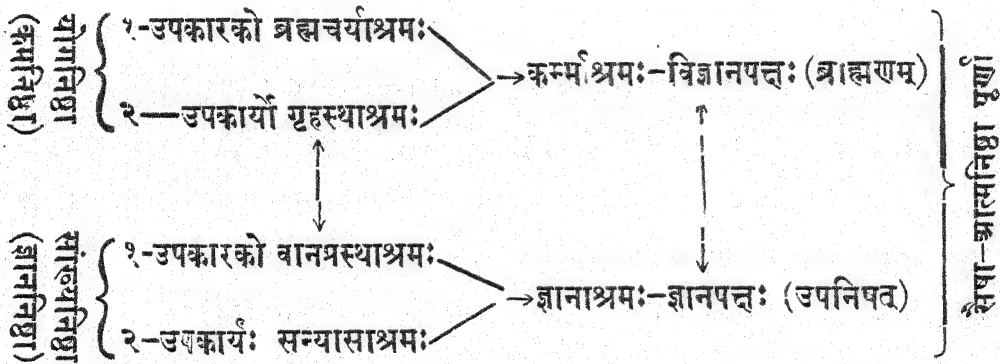 योगनिष्ठा
(कर्मनिष्ठा)
१-उपकारको ब्रह्मचर्याश्रमः
२—उपकार्यो गृहस्थाश्रमः
→कर्म्माश्रमः-विज्ञानपक्षः (ब्राह्मणम्)
सांख्यनिष्ठा
(ज्ञाननिष्ठा)
१-उपकारको वानप्रस्थाश्रमः
२-उपकार्यः सन्यासाश्रमः
→ज्ञानाश्रमः-ज्ञानपक्षः (उपनिषत्)
सैषा-आत्मनिष्ठा पूर्णा